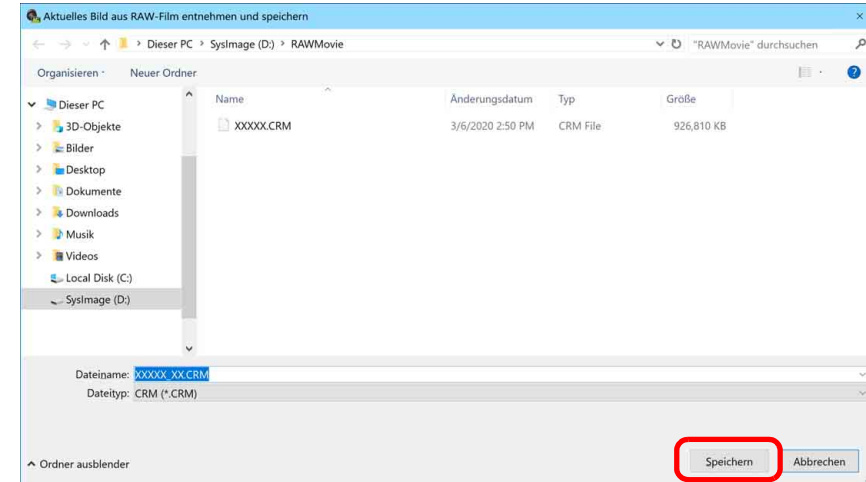 Aktuelles Bild aus RAW-Film entnehmen und speichern
Dieser PC > SysImage (D:) > RAWMovie
"RAWMovie" durchsuchen
Organisieren
Neuer Ordner
Name
Änderungsdatum
Typ
Größe
XXXXX.CRM
3/6/2020 2:50 PM
CRM File
926,810 KB
Dieser PC
3D-Objekte
Bilder
Desktop
Dokumente
Downloads
Musik
Videos
Local Disk (C:)
SysImage (D:)
Dateiname: XXXXX_XX.CRM
Dateityp: CRM (*.CRM)
Ordner ausblender
Speichern
Abbrechen